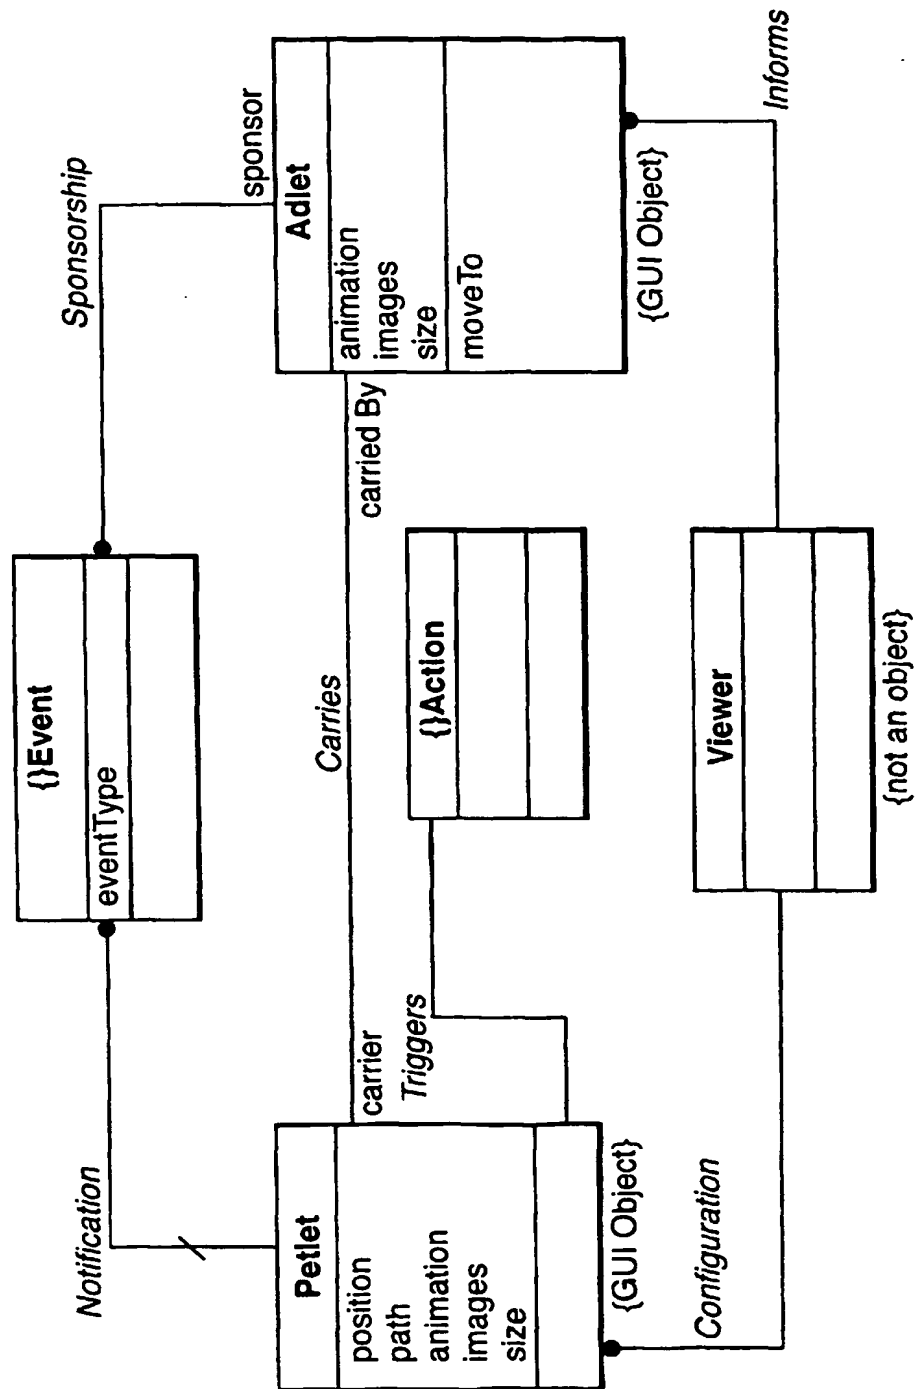 Notification
Sponsorship
{}Event
eventType
sponsor
Petlet
position
path
animation
images
size
{GUI Object}
carrier
Carries
carried By
Adlet
animation
images
size
moveTo
{GUI Object}
Triggers
{}Action
Configuration
Viewer
{not an object}
Informs